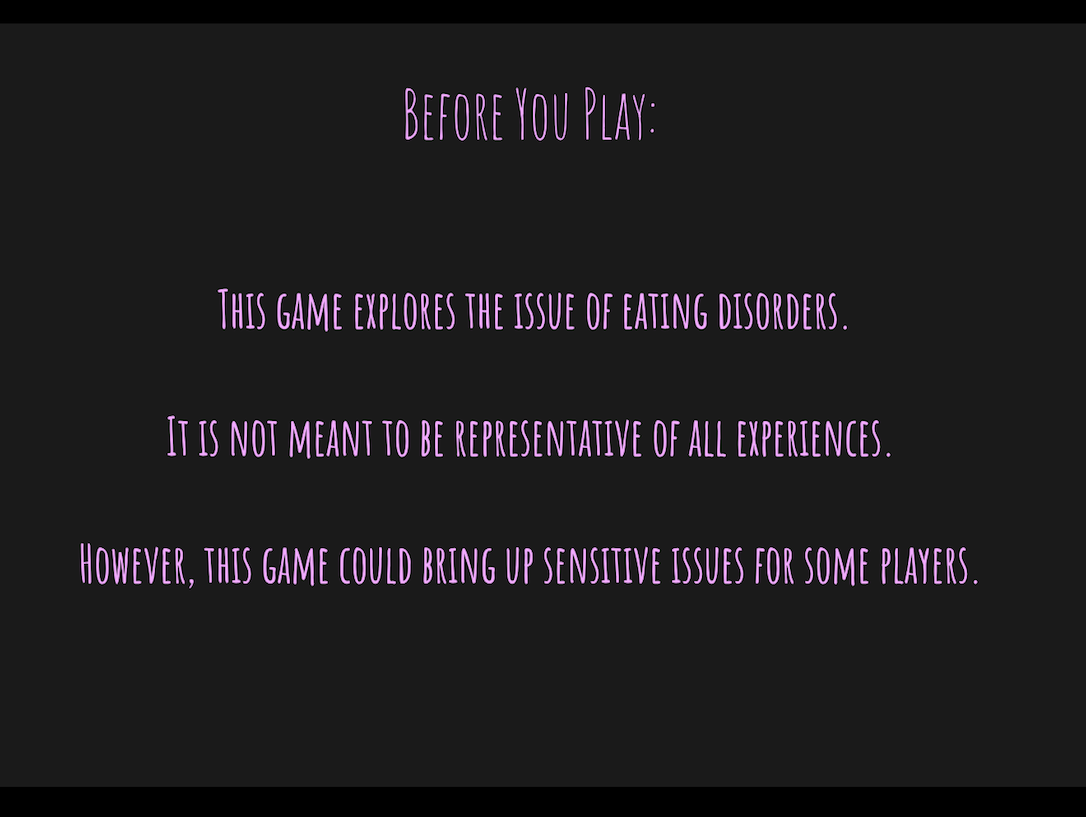 Before You Play:
This game explores the issue of eating disorders.
It is not meant to be representative of all experiences.
However, this game could bring up sensitive issues for some players.